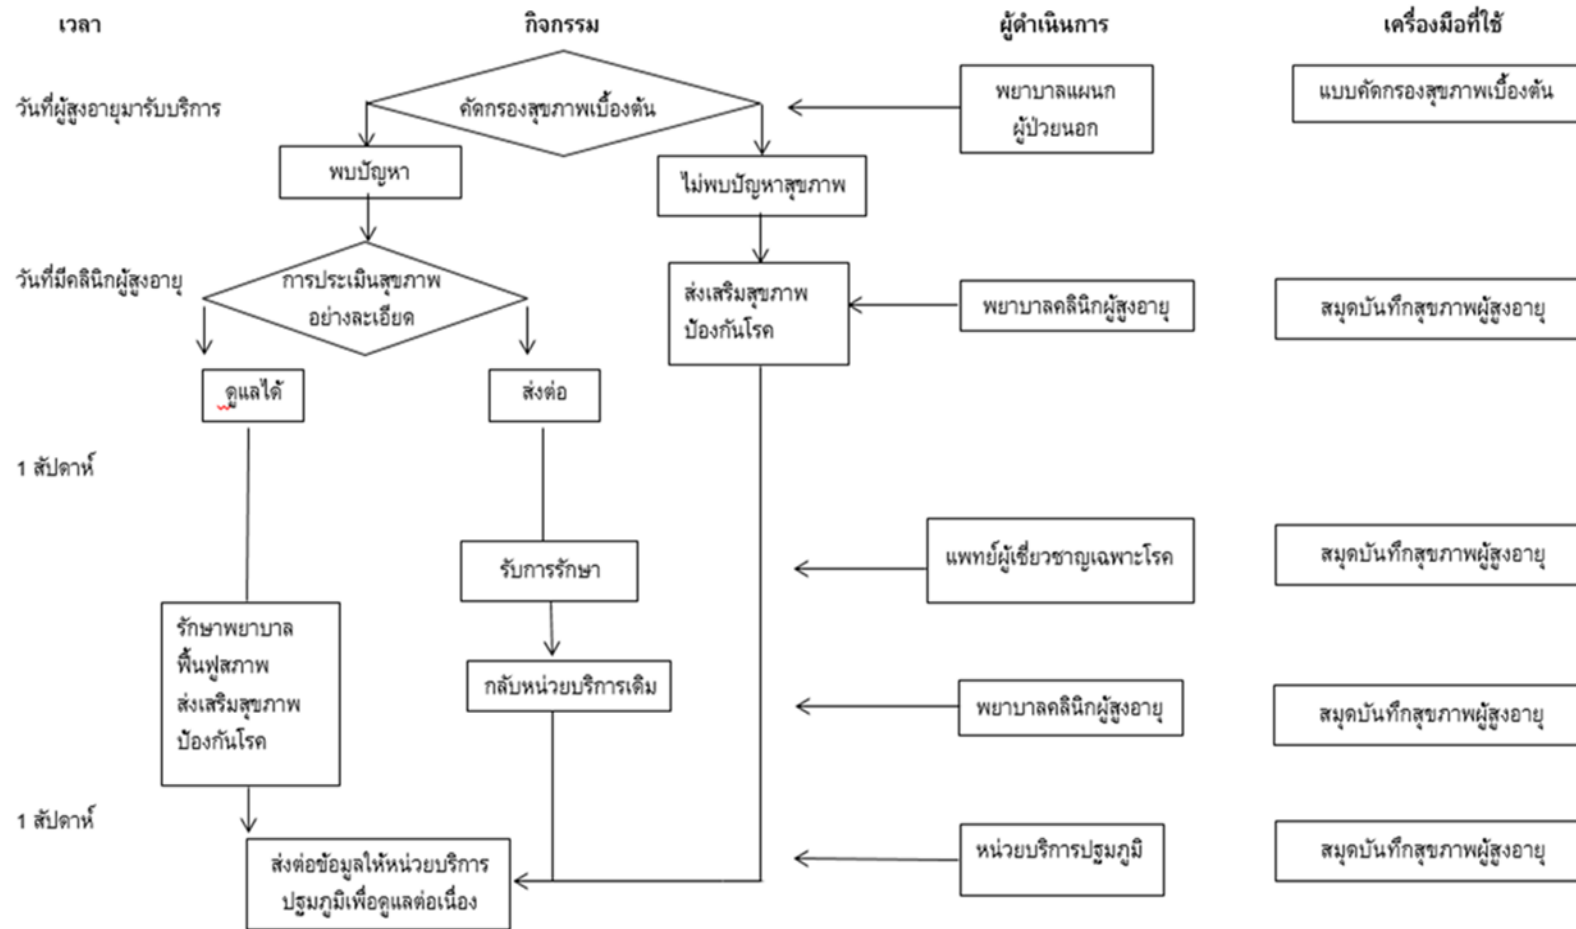 เวลา
กิจกรรม
ผู้ดำเนินการ
เครื่องมือที่ใช้
วันที่ผู้สูงอายุมารับบริการ
คัดกรองสุขภาพเบื้องต้น
พยาบาลแผนก
ผู้ป่วยนอก
แบบคัดกรองสุขภาพเบื้องต้น
พบปัญหา
ไม่พบปัญหาสุขภาพ
วันที่มีคลินิกผู้สูงอายุ
การประเมินสุขภาพ
อย่างละเอียด
ส่งเสริมสุขภาพ
ป้องกันโรค
พยาบาลคลินิกผู้สูงอายุ
สมุดบันทึกสุขภาพผู้สูงอายุ
ดูแลได้
ส่งต่อ
1 สัปดาห์
รับการรักษา
แพทย์ผู้เชี่ยวชาญเฉพาะโรค
สมุดบันทึกสุขภาพผู้สูงอายุ
รักษาพยาบาล
ฟื้นฟูสภาพ
ส่งเสริมสุขภาพ
ป้องกันโรค
กลับหน่วยบริการเดิม
พยาบาลคลินิกผู้สูงอายุ
สมุดบันทึกสุขภาพผู้สูงอายุ
1 สัปดาห์
ส่งต่อข้อมูลให้หน่วยบริการ
ปฐมภูมิเพื่อดูแลต่อเนื่อง
หน่วยบริการปฐมภูมิ
สมุดบันทึกสุขภาพผู้สูงอายุ